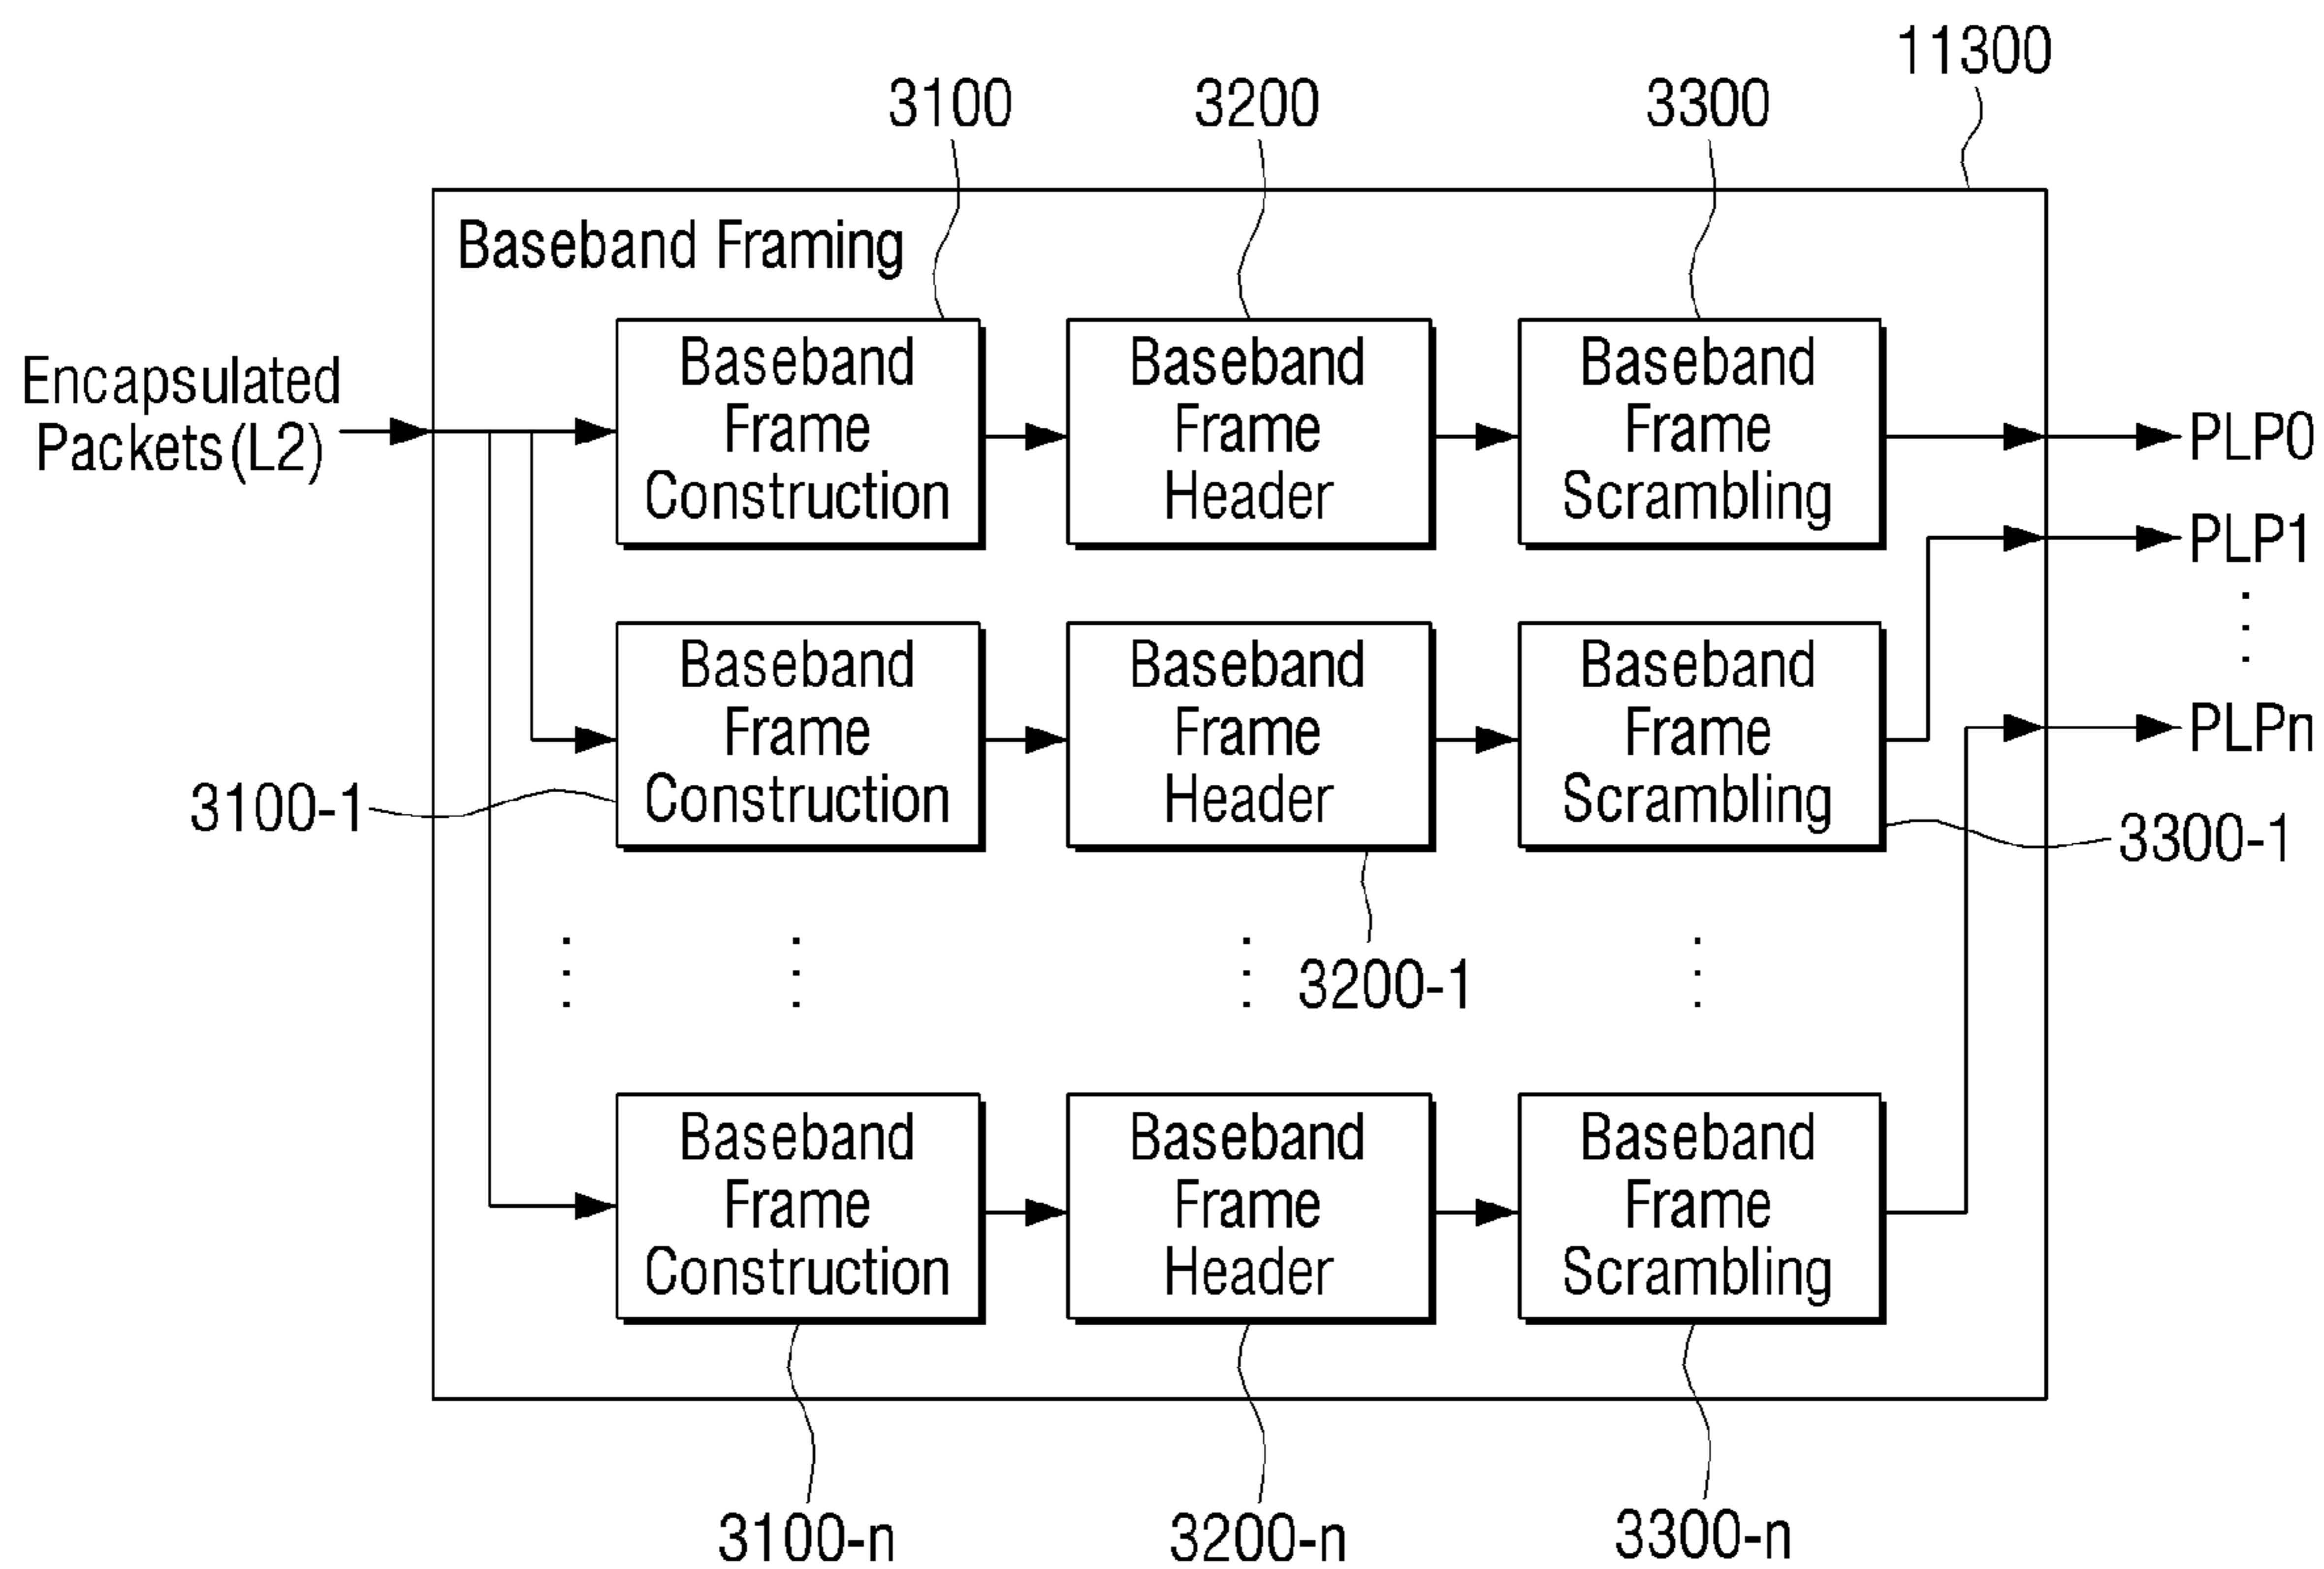 11300
3100
3200
3300
Baseband Framing
Encapsulated
Packets(L2)
Baseband
Frame
Construction
Baseband
Frame
Header
Baseband
Frame
Scrambling
PLP0
PLP1
PLPn
Baseband
Frame
Construction
Baseband
Frame
Header
Baseband
Frame
Scrambling
3100-1
3300-1
3200-1
Baseband
Frame
Construction
Baseband
Frame
Header
Baseband
Frame
Scrambling
3100-n
3200-n
3300-n